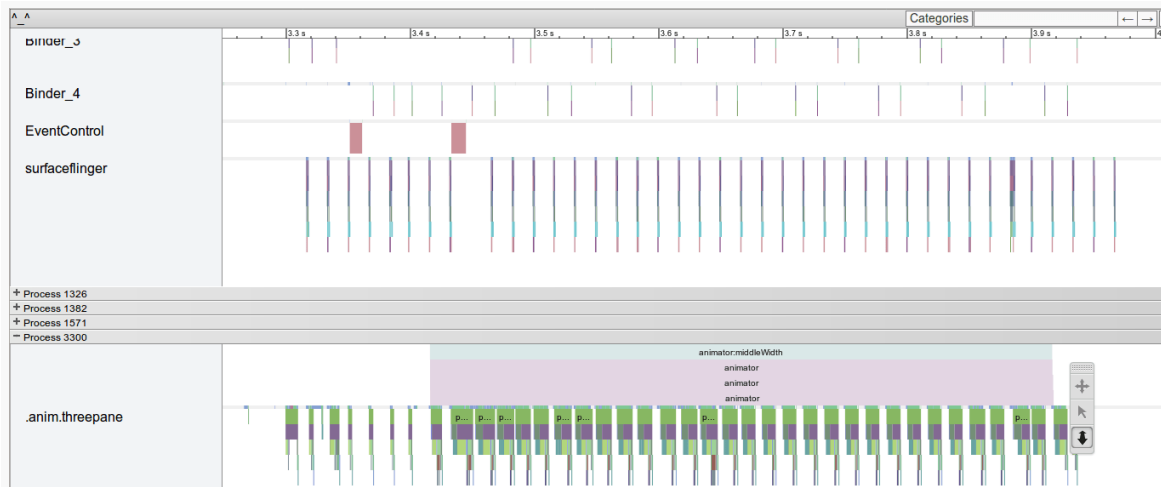 ^_^
Categories ← →
3.3 s 3.4 s 3.5 s 3.6 s 3.7 s 3.8 s 3.9 s
Binder_3
Binder_4
EventControl
surfaceflinger
+ Process 1326
+ Process 1382
+ Process 1571
− Process 3300
animator:middleWidth
animator
animator
animator
.anim.threepane
p... p... p... p... p... p... p...